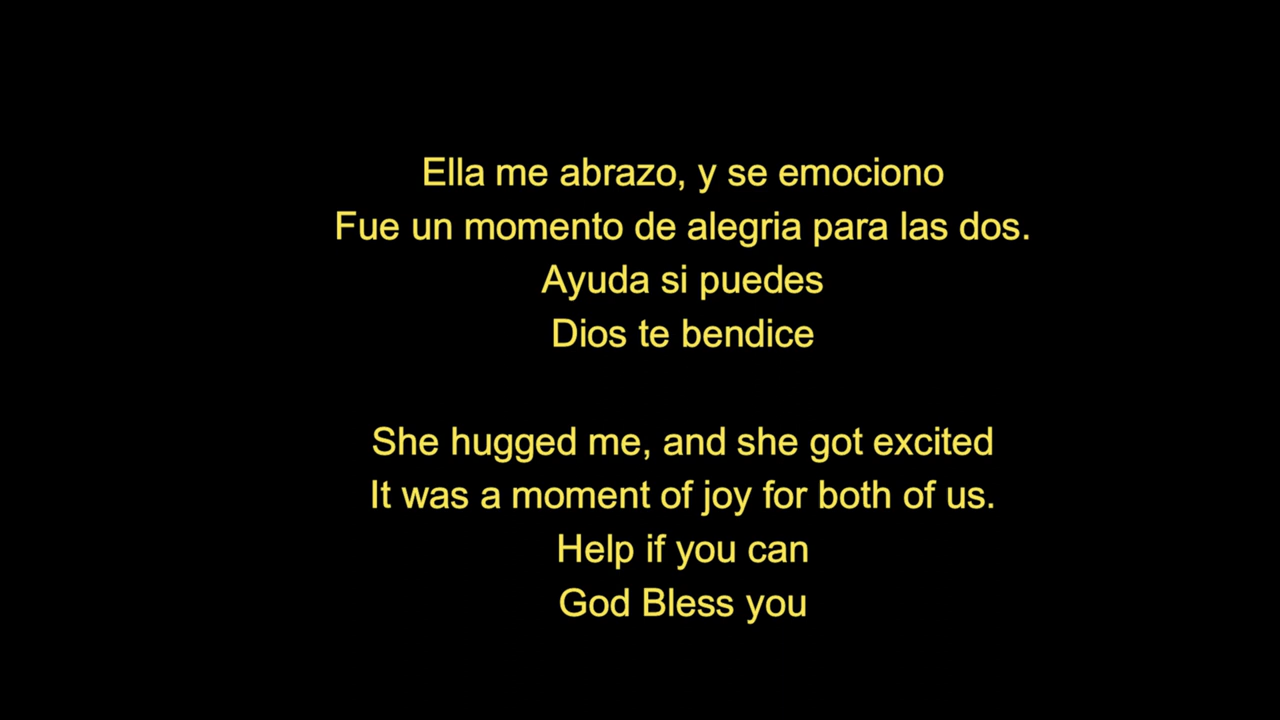 Ella me abrazo, y se emociono
Fue un momento de alegria para las dos.
Ayuda si puedes
Dios te bendice
She hugged me, and she got excited
It was a moment of joy for both of us.
Help if you can
God Bless you